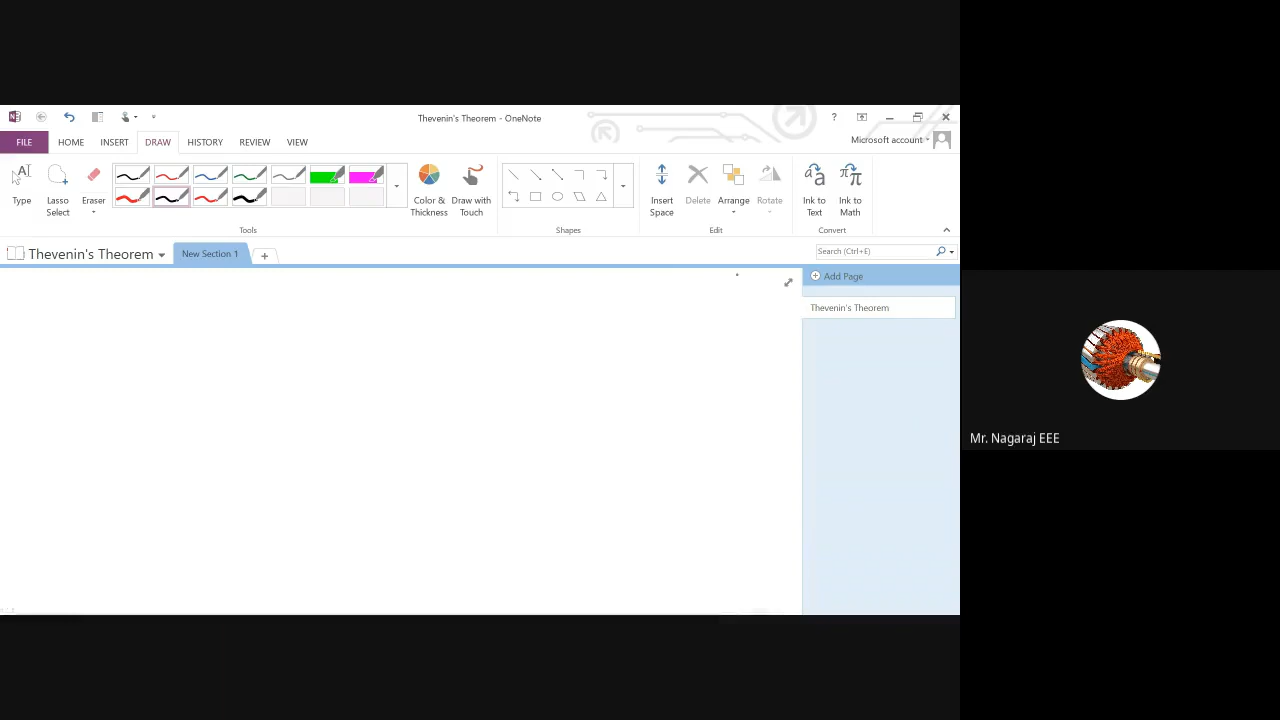 Thevenin's Theorem - OneNote
?
FILE HOME INSERT DRAW HISTORY REVIEW VIEW
Microsoft account
Type
Lasso Select
Eraser
Color & Thickness
Draw with Touch
Insert Space
Delete
Arrange
Rotate
Ink to Text
Ink to Math
Tools Shapes Edit Convert
Thevenin's Theorem New Section 1
Search (Ctrl+E)
Add Page
Thevenin's Theorem
Mr. Nagaraj EEE